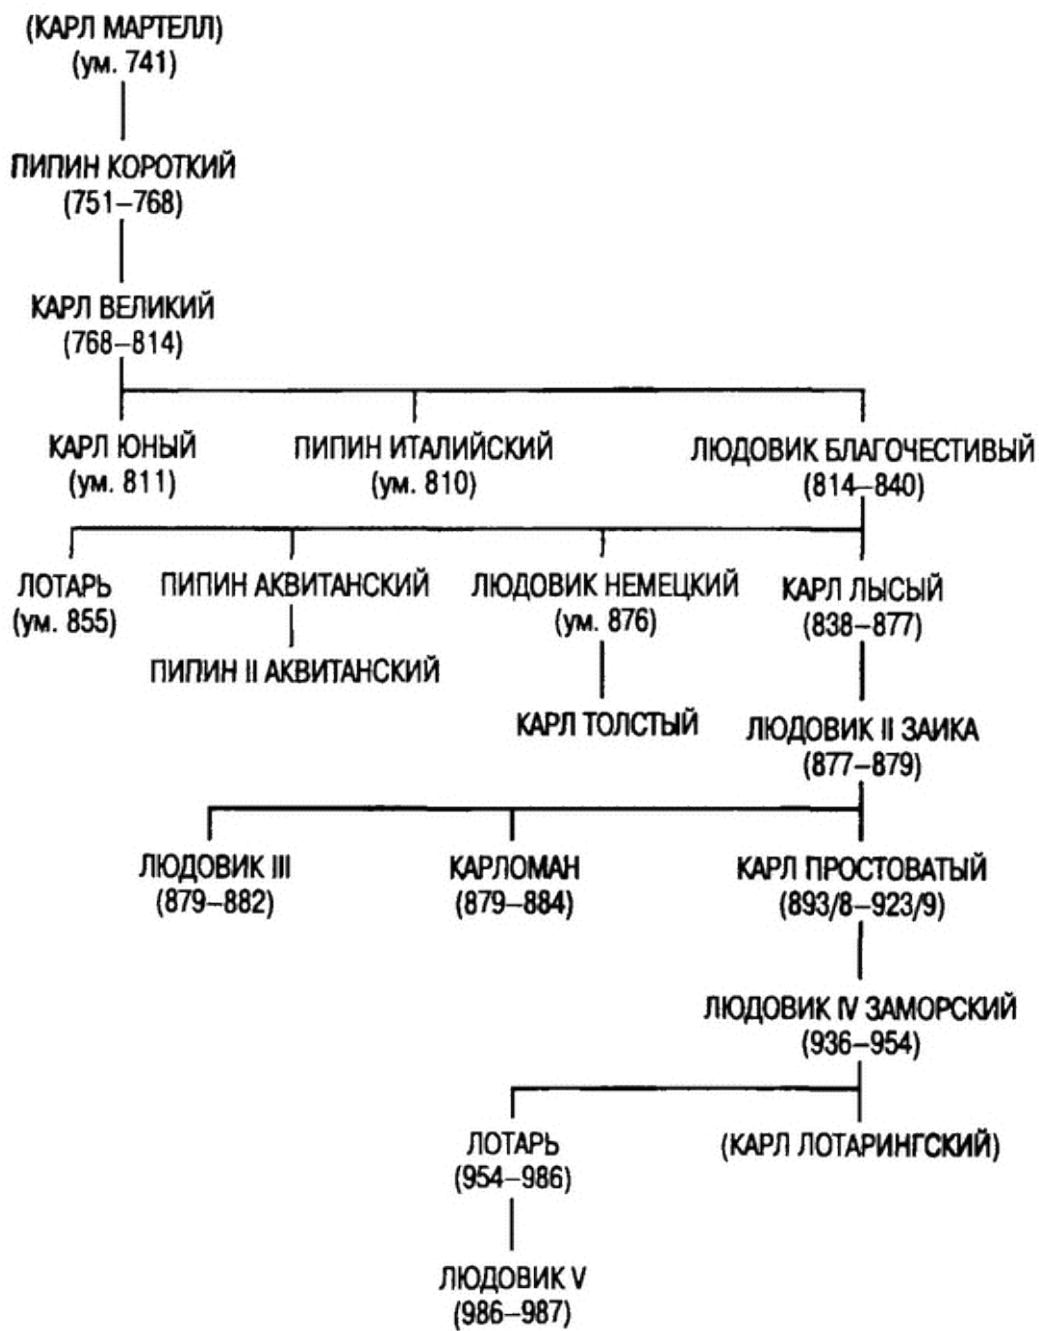 (КАРЛ МАРТЕЛЛ)
(ум. 741)
ПИПИН КОРОТКИЙ
(751–768)
КАРЛ ВЕЛИКИЙ
(768–814)
КАРЛ ЮНЫЙ
(ум. 811)
ПИПИН ИТАЛИЙСКИЙ
(ум. 810)
ЛЮДОВИК БЛАГОЧЕСТИВЫЙ
(814–840)
ЛОТАРЬ
(ум. 855)
ПИПИН АКВИТАНСКИЙ
ПИПИН II АКВИТАНСКИЙ
ЛЮДОВИК НЕМЕЦКИЙ
(ум. 876)
КАРЛ ТОЛСТЫЙ
КАРЛ ЛЫСЫЙ
(838–877)
ЛЮДОВИК II ЗАИКА
(877–879)
ЛЮДОВИК III
(879–882)
КАРЛОМАН
(879–884)
КАРЛ ПРОСТОВАТЫЙ
(893/8–923/9)
ЛЮДОВИК IV ЗАМОРСКИЙ
(936–954)
ЛОТАРЬ
(954–986)
(КАРЛ ЛОТАРИНГСКИЙ)
ЛЮДОВИК V
(986–987)